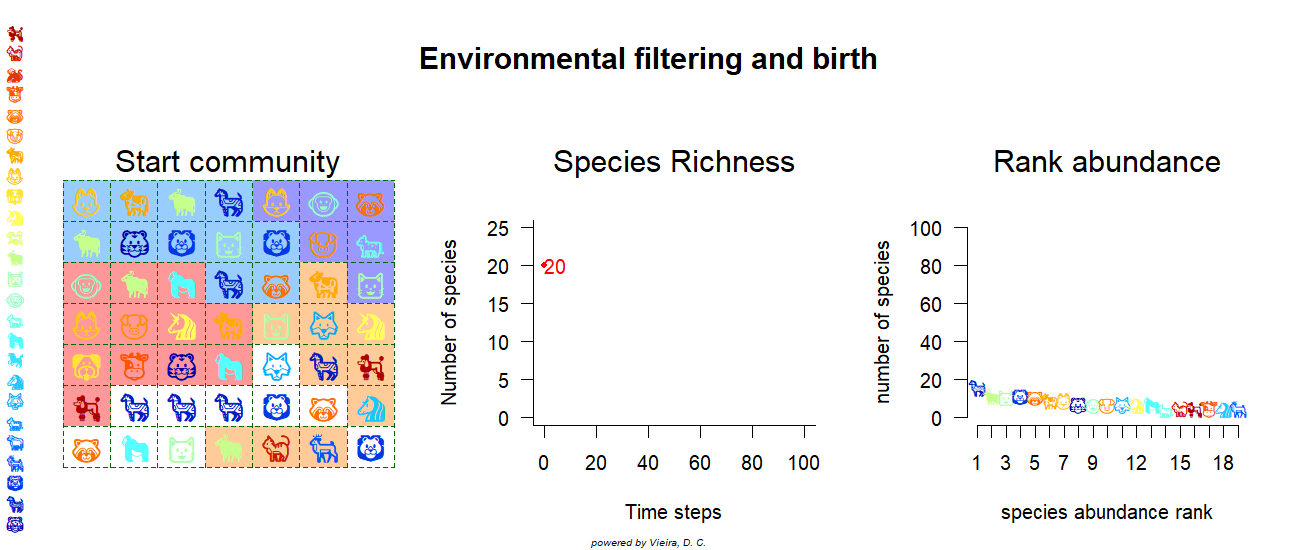 Environmental filtering and birth
Start community
Species Richness
Number of species
25
20
15
10
5
0
20
0 20 40 60 80 100
Time steps
Rank abundance
number of species
100
80
60
40
20
0
1 3 5 7 9 12 15 18
species abundance rank
powered by Vieira, D. C.